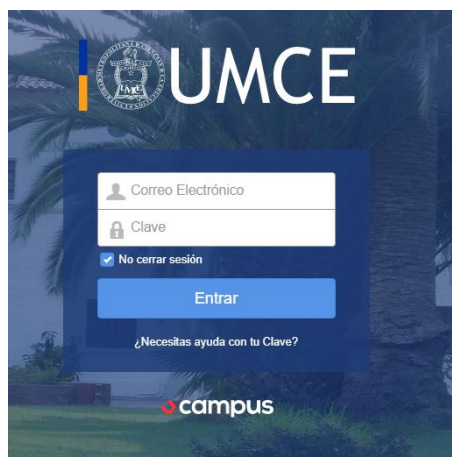 UMCE
Correo Electrónico
Clave
No cerrar sesión
Entrar
¿Necesitas ayuda con tu Clave?
campus